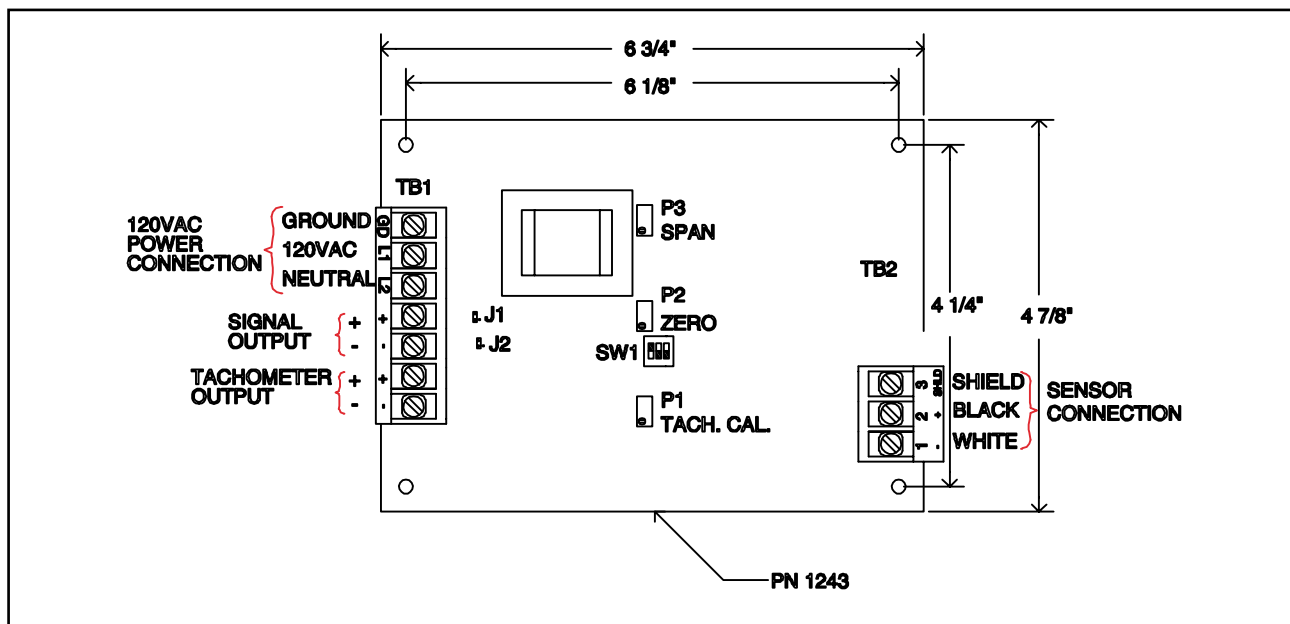 6 3/4"
6 1/8"
TB1
120VAC
POWER
CONNECTION
GROUND
120VAC
NEUTRAL
GD
L1
L2
+
-
+
-
SIGNAL
OUTPUT
+
-
TACHOMETER
OUTPUT
+
-
J1
J2
P3
SPAN
P2
ZERO
SW1
P1
TACH. CAL.
TB2
4 1/4"
4 7/8"
3 SHLD
2 +
1 -
SHIELD
BLACK
WHITE
SENSOR
CONNECTION
PN 1243